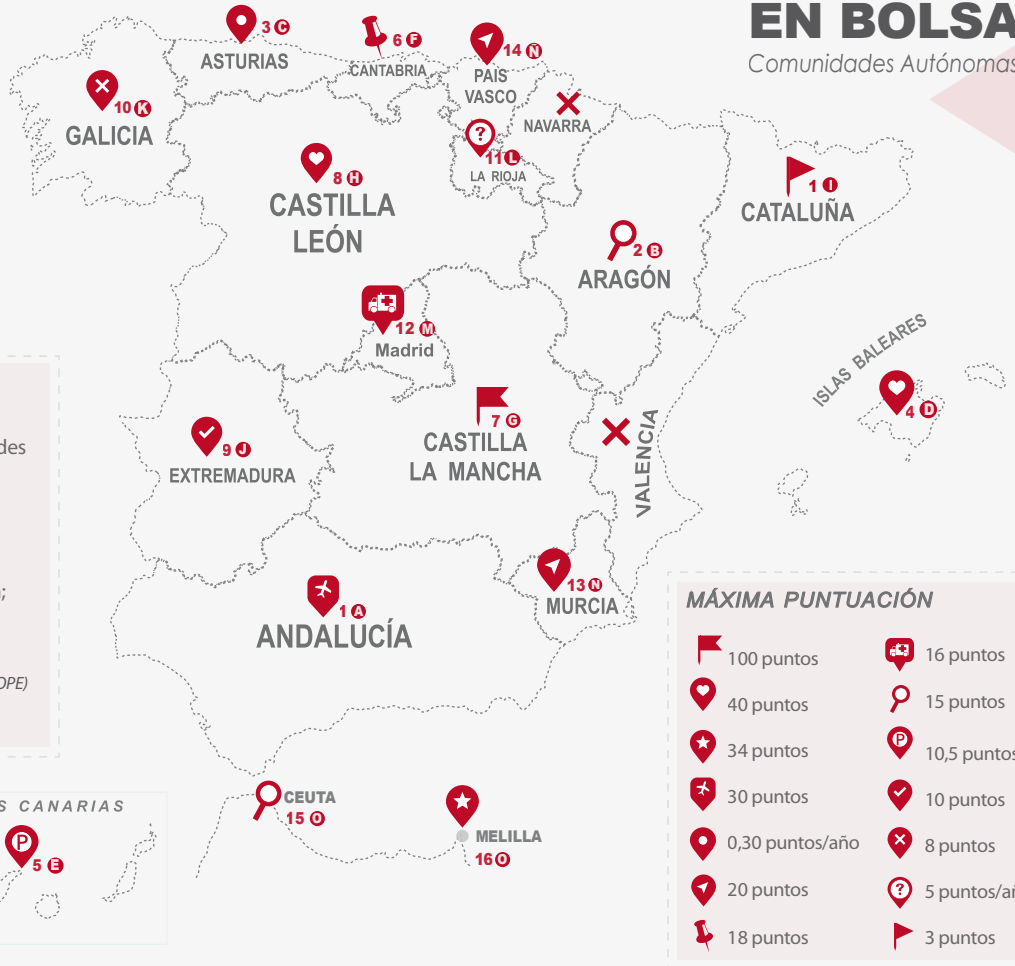 EN BOLSA
Comunidades Autónomas
3 C
ASTURIAS
6 F
CANTABRIA
14 N
PAIS
VASCO
NAVARRA
10 K
GALICIA
11 L
LA RIOJA
8 H
CASTILLA
LEÓN
1 I
CATALUÑA
2 B
ARAGÓN
12 M
Madrid
ISLAS BALEARES
4 D
7 G
CASTILLA
LA MANCHA
VALENCIA
9 J
EXTREMADURA
des
;
OPE)
13 N
MURCIA
1 A
ANDALUCÍA
CEUTA
15 O
MELILLA
16 O
S CANARIAS
P
5 E
MÁXIMA PUNTUACIÓN
100 puntos
40 puntos
34 puntos
30 puntos
0,30 puntos/año
20 puntos
18 puntos
16 puntos
15 puntos
P 10,5 puntos
10 puntos
8 puntos
? 5 puntos/añ
3 puntos